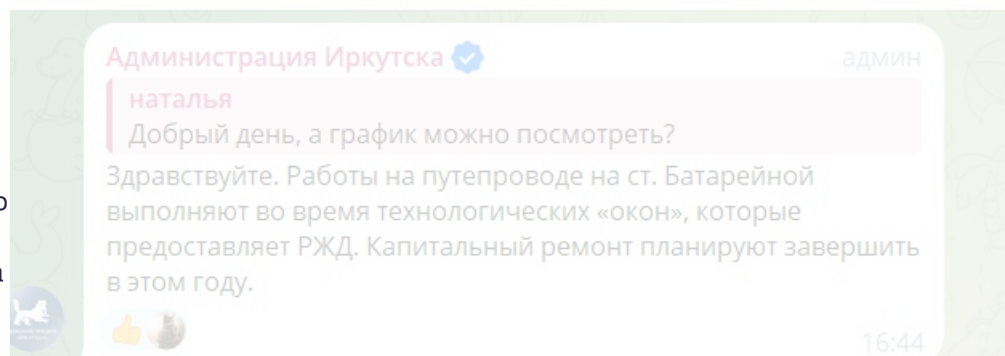 Администрация Иркутска
админ
наталья
Добрый день, а график можно посмотреть?
Здравствуйте. Работы на путепроводе на ст. Батарейной
выполняют во время технологических «окон», которые
предоставляет РЖД. Капитальный ремонт планируют завершить
в этом году.
16:44